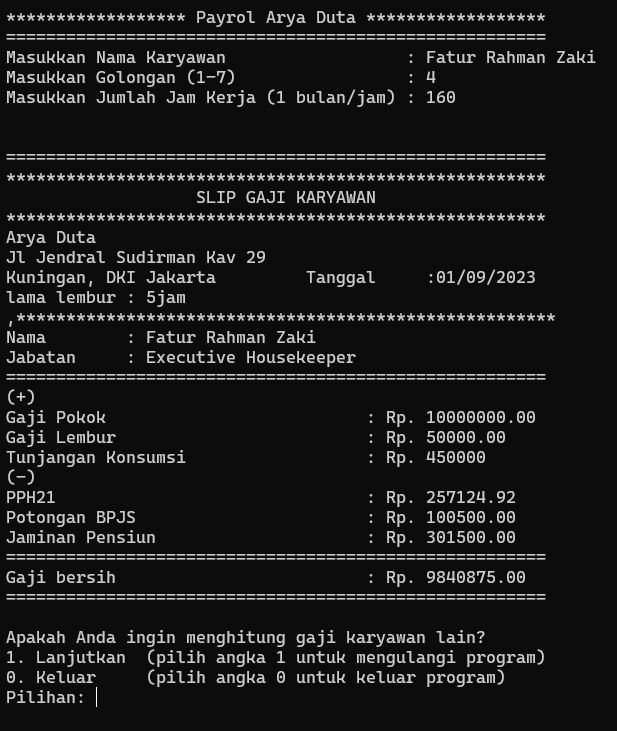 ****************** Payrol Arya Duta ******************
======================================================
Masukkan Nama Karyawan                  : Fatur Rahman Zaki
Masukkan Golongan (1-7)                 : 4
Masukkan Jumlah Jam Kerja (1 bulan/jam) : 160
======================================================
******************************************************
                   SLIP GAJI KARYAWAN
******************************************************
Arya Duta
Jl Jendral Sudirman Kav 29
Kuningan, DKI Jakarta         Tanggal     :01/09/2023
lama lembur : 5jam
,******************************************************
Nama        : Fatur Rahman Zaki
Jabatan     : Executive Housekeeper
======================================================
(+)
Gaji Pokok                          : Rp. 10000000.00
Gaji Lembur                         : Rp. 50000.00
Tunjangan Konsumsi                  : Rp. 450000
(-)
PPH21                               : Rp. 257124.92
Potongan BPJS                       : Rp. 100500.00
Jaminan Pensiun                     : Rp. 301500.00
======================================================
Gaji bersih                         : Rp. 9840875.00
======================================================
Apakah Anda ingin menghitung gaji karyawan lain?
1. Lanjutkan  (pilih angka 1 untuk mengulangi program)
0. Keluar     (pilih angka 0 untuk keluar program)
Pilihan: